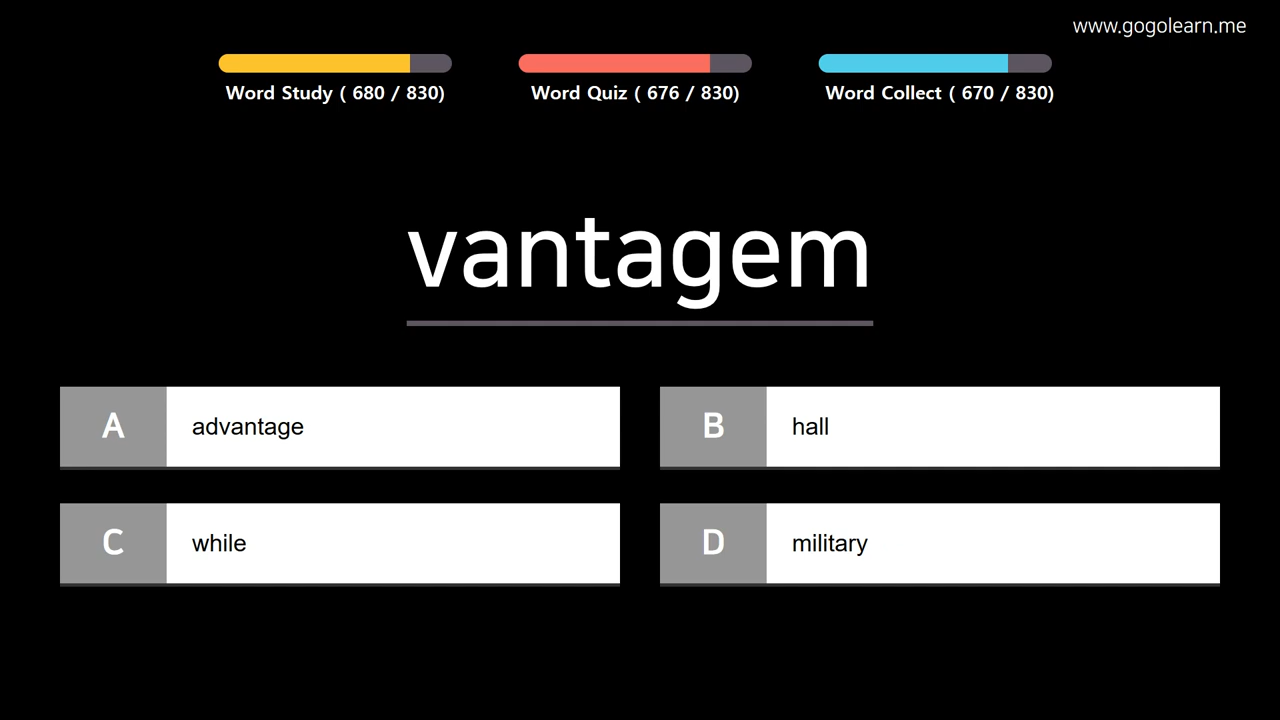 www.gogolearn.me
Word Study ( 680 / 830)
Word Quiz ( 676 / 830)
Word Collect ( 670 / 830)
vantagem
A advantage
B hall
C while
D military